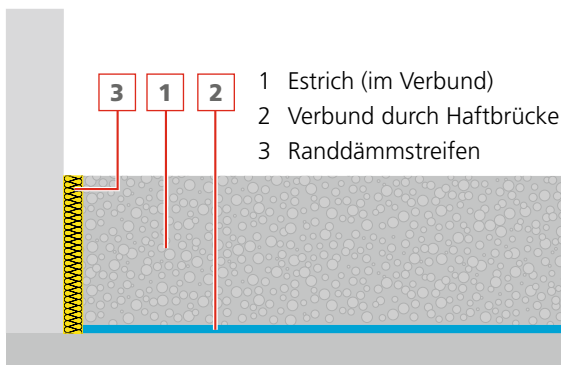 3 1 2
1 Estrich (im Verbund)
2 Verbund durch Haftbrücke
3 Randdämmstreifen